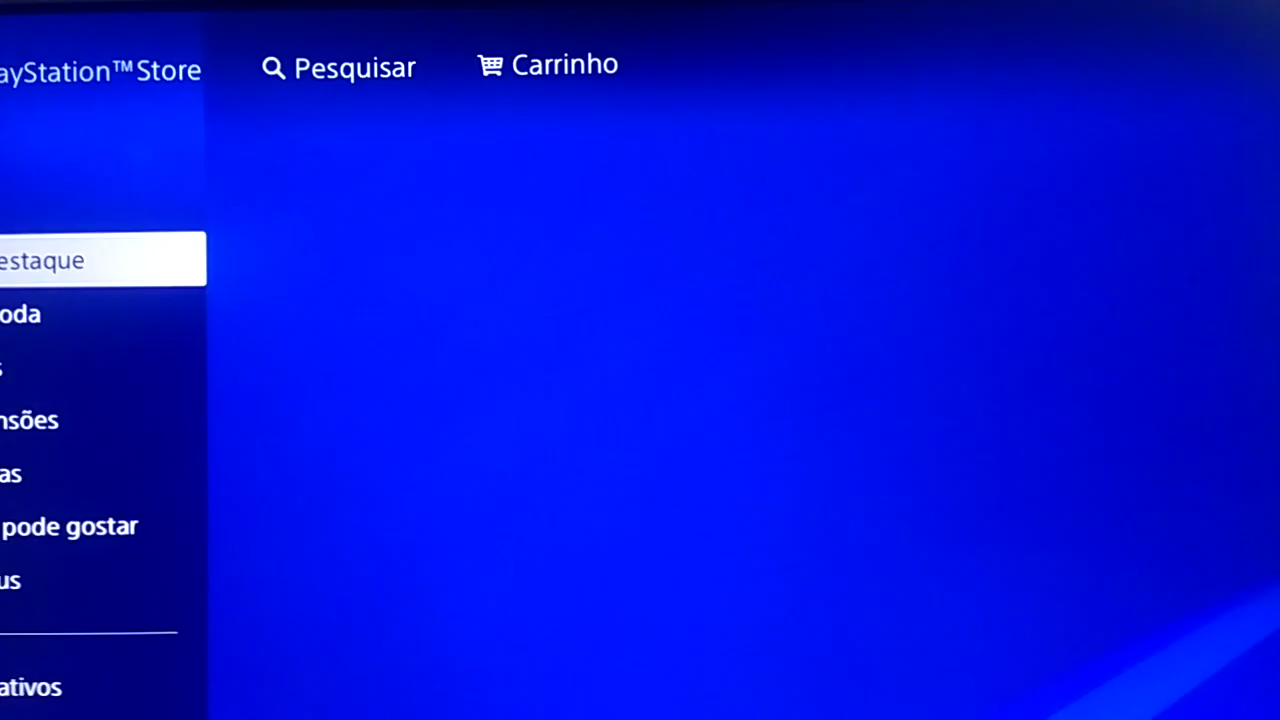 ayStation™Store
Pesquisar
Carrinho
estaque
oda
s
nsões
as
pode gostar
us
ativos